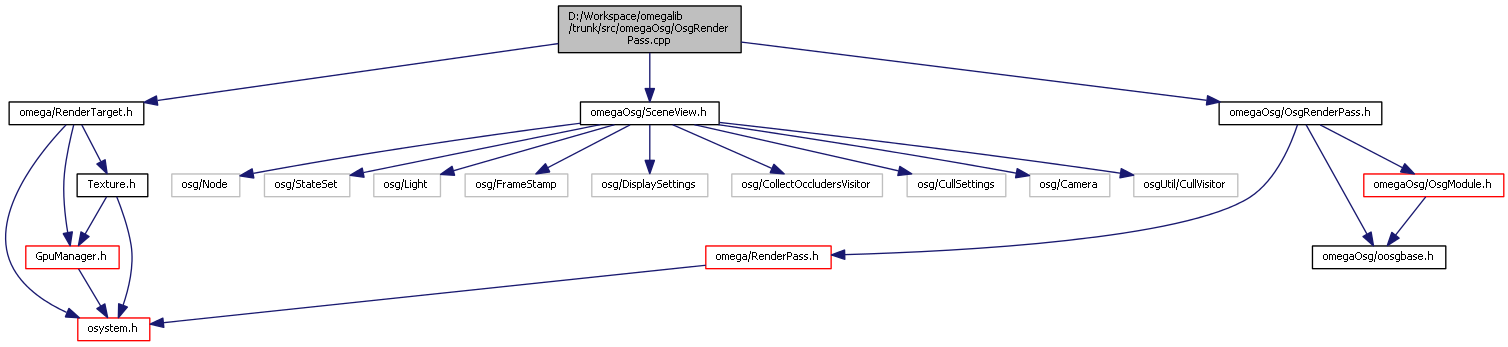 D:/Workspace/omegalib
/trunk/src/omegaOsg/OsgRender
Pass.cpp
omega/RenderTarget.h
omegaOsg/SceneView.h
omegaOsg/OsgRenderPass.h
Texture.h
osg/Node
osg/StateSet
osg/Light
osg/FrameStamp
osg/DisplaySettings
osg/CollectOccludersVisitor
osg/CullSettings
osg/Camera
osgUtil/CullVisitor
omegaOsg/OsgModule.h
GpuManager.h
omega/RenderPass.h
omegaOsg/oosgbase.h
osystem.h